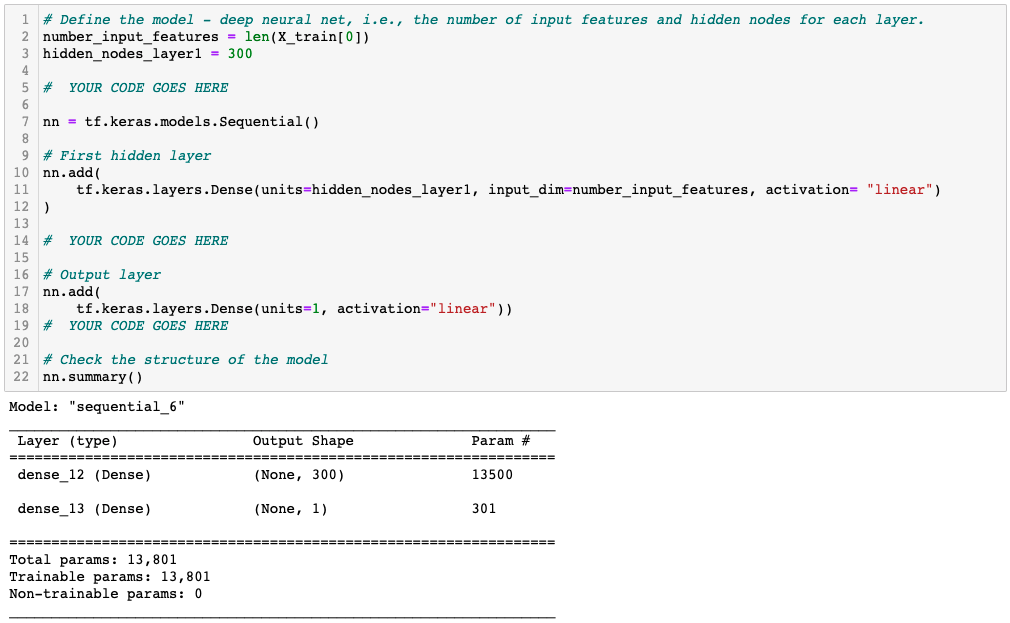 1 # Define the model - deep neural net, i.e., the number of input features and hidden nodes for each layer.
2 number_input_features = len(X_train[0])
3 hidden_nodes_layer1 = 300
4
5 #  YOUR CODE GOES HERE
6
7 nn = tf.keras.models.Sequential()
8
9 # First hidden layer
10 nn.add(
11     tf.keras.layers.Dense(units=hidden_nodes_layer1, input_dim=number_input_features, activation= "linear")
12 )
13
14 #  YOUR CODE GOES HERE
15
16 # Output layer
17 nn.add(
18     tf.keras.layers.Dense(units=1, activation="linear"))
19 #  YOUR CODE GOES HERE
20
21 # Check the structure of the model
22 nn.summary()
Model: "sequential_6"
Layer (type) Output Shape Param #
dense_12 (Dense) (None, 300) 13500
dense_13 (Dense) (None, 1) 301
Total params: 13,801
Trainable params: 13,801
Non-trainable params: 0